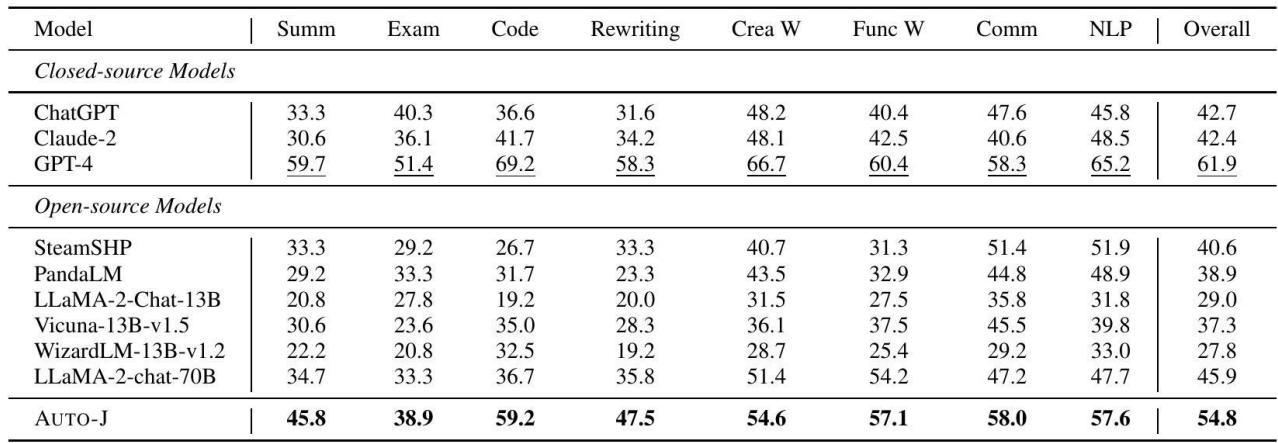 Model Summ Exam Code Rewriting Crea W Func W Comm NLP Overall
Closed-source Models
ChatGPT 33.3 40.3 36.6 31.6 48.2 40.4 47.6 45.8 42.7
Claude-2 30.6 36.1 41.7 34.2 48.1 42.5 40.6 48.5 42.4
GPT-4 59.7 51.4 69.2 58.3 66.7 60.4 58.3 65.2 61.9
Open-source Models
SteamSHP 33.3 29.2 26.7 33.3 40.7 31.3 51.4 51.9 40.6
PandaLM 29.2 33.3 31.7 23.3 43.5 32.9 44.8 48.9 38.9
LLaMA-2-Chat-13B 20.8 27.8 19.2 20.0 31.5 27.5 35.8 31.8 29.0
Vicuna-13B-v1.5 30.6 23.6 35.0 28.3 36.1 37.5 45.5 39.8 37.3
WizardLM-13B-v1.2 22.2 20.8 32.5 19.2 28.7 25.4 29.2 33.0 27.8
LLaMA-2-chat-70B 34.7 33.3 36.7 35.8 51.4 54.2 47.2 47.7 45.9
AUTO-J 45.8 38.9 59.2 47.5 54.6 57.1 58.0 57.6 54.8